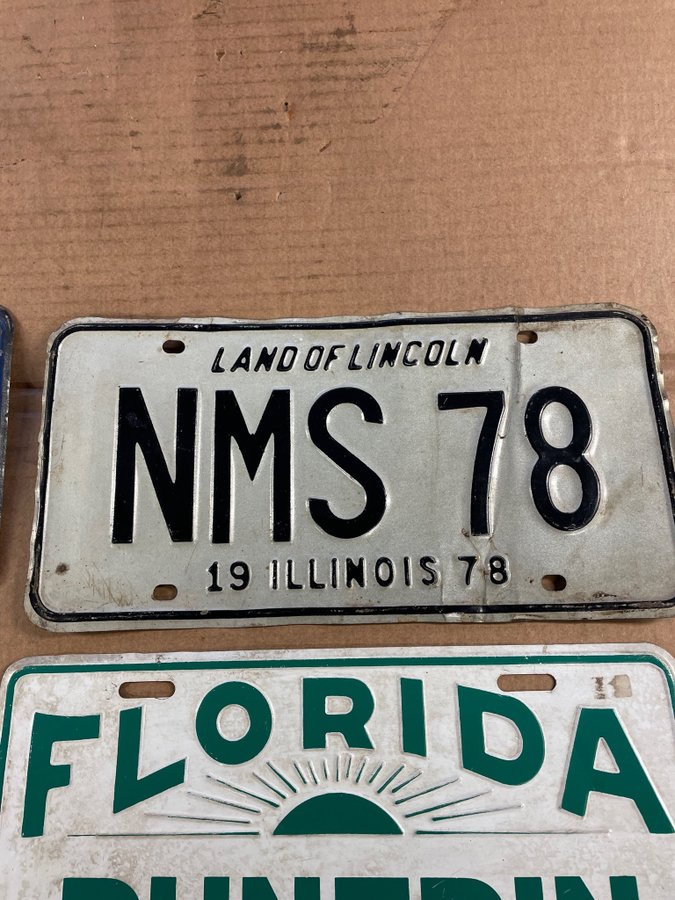 LAND OF LINCOLN
NMS 78
19 ILLINOIS 78
FLORIDA